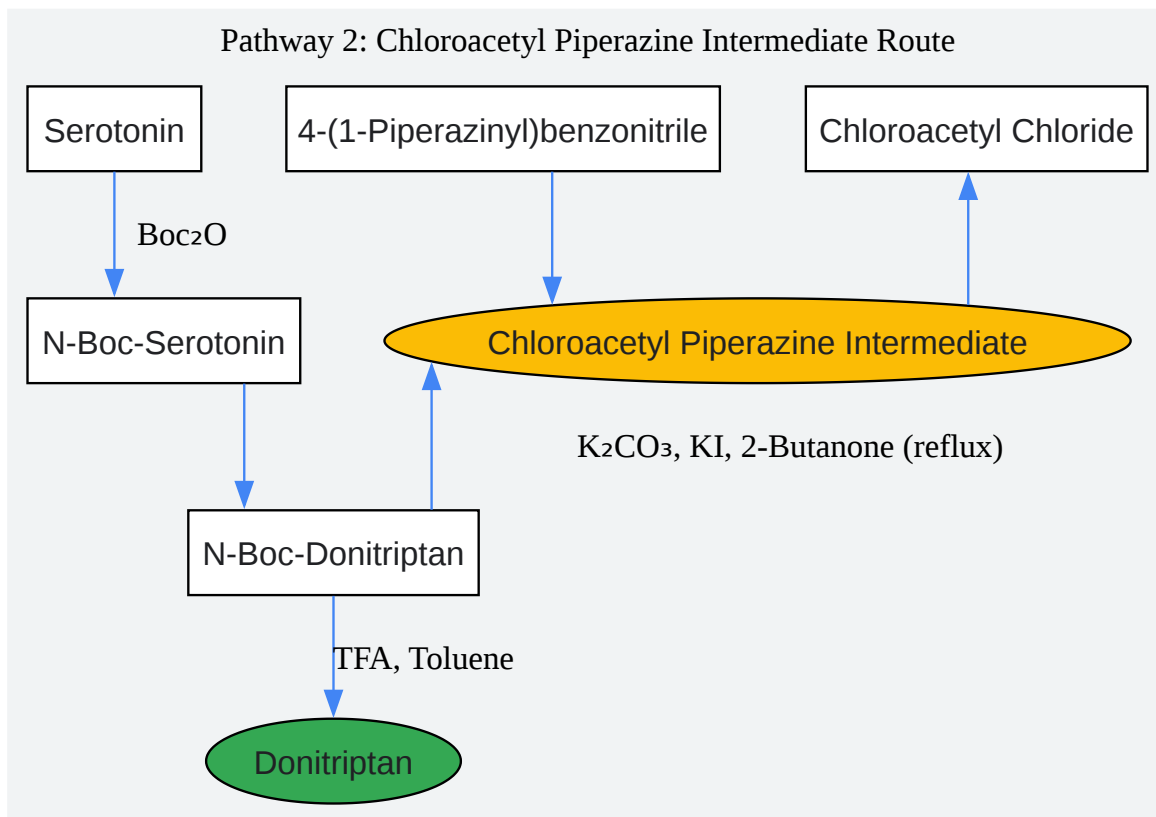 Pathway 2: Chloroacetyl Piperazine Intermediate Route
Serotonin
4-(1-Piperazinyl)benzonitrile
Chloroacetyl Chloride
Boc₂O
N-Boc-Serotonin
Chloroacetyl Piperazine Intermediate
K₂CO₃, KI, 2-Butanone (reflux)
N-Boc-Donitriptan
TFA, Toluene
Donitriptan